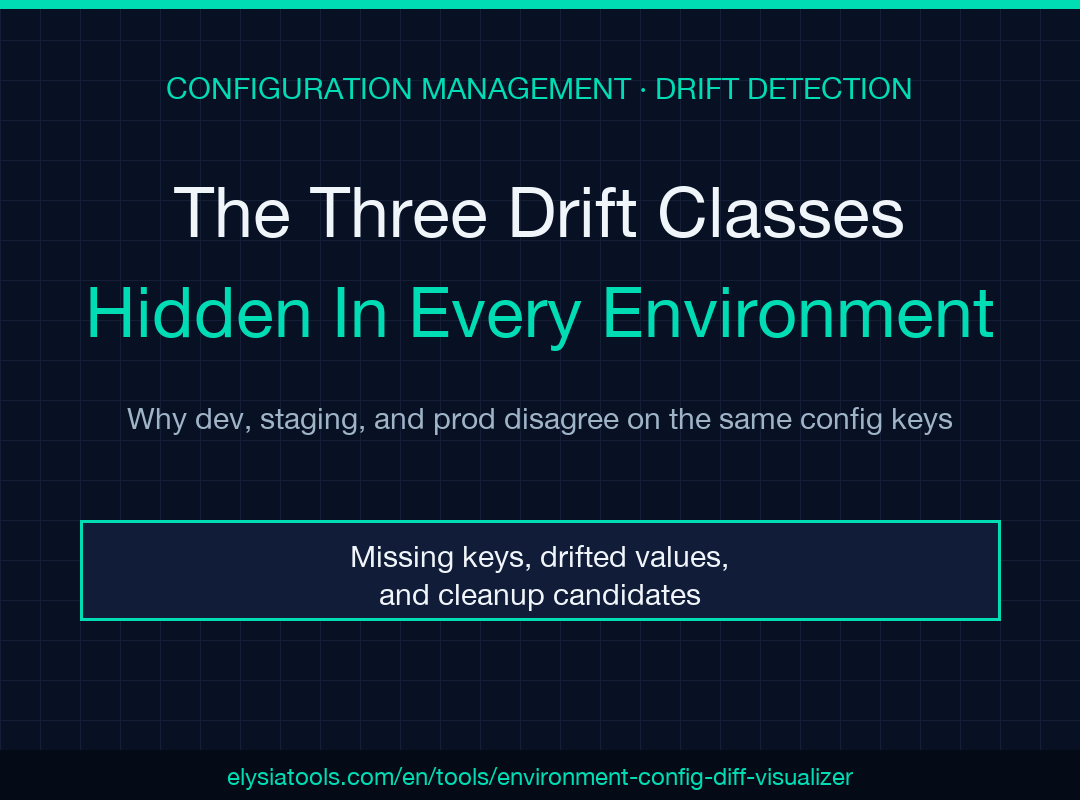 CONFIGURATION MANAGEMENT · DRIFT DETECTION
The Three Drift Classes
Hidden In Every Environment
Why dev, staging, and prod disagree on the same config keys
Missing keys, drifted values,
and cleanup candidates
elysiatools.com/en/tools/environment-config-diff-visualizer